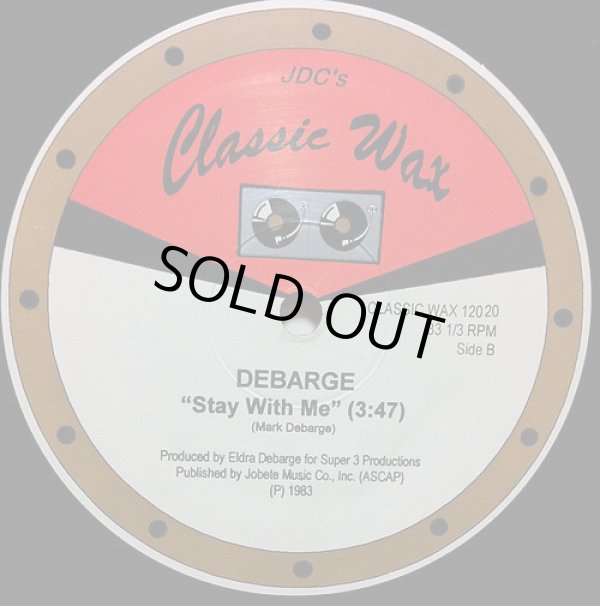 JDC's
Classic Wax
SOLD OUT
CLASSIC WAX 12020
33 1/3 RPM
Side B
DEBARGE
“Stay With Me” (3:47)
(Mark Debarge)
Produced by Eldra Debarge for Super 3 Productions
Published by Jobete Music Co., Inc. (ASCAP)
(P) 1983